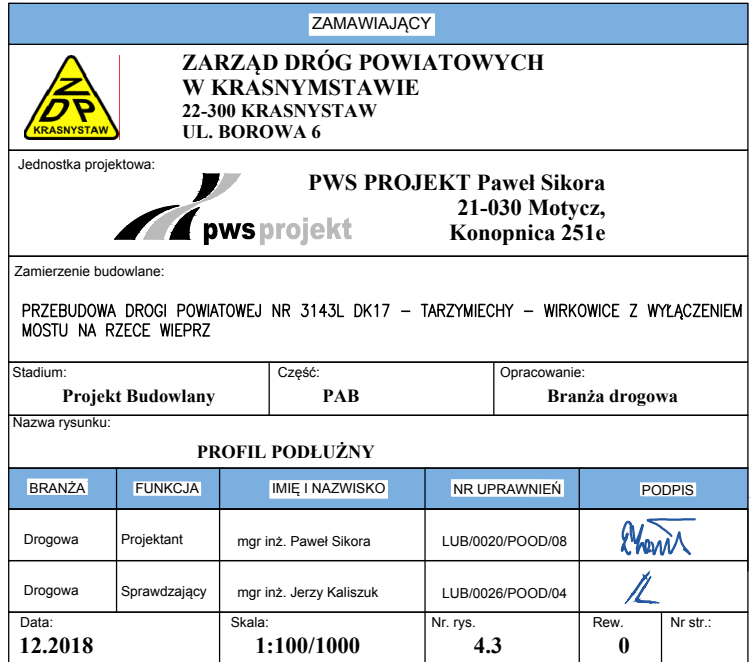 ZAMAWIAJĄCY
ZDP
KRASNYSTAW
ZARZĄD DRÓG POWIATOWYCH
W KRASNYMSTAWIE
22-300 KRASNYSTAW
UL. BOROWA 6
Jednostka projektowa:
pwsprojekt
PWS PROJEKT Paweł Sikora
21-030 Motycz,
Konopnica 251e
Zamierzenie budowlane:
PRZEBUDOWA DROGI POWIATOWEJ NR 3143L DK17 – TARZYMIECHY – WIRKOWICE Z WYŁĄCZENIEM
MOSTU NA RZECE WIEPRZ
Stadium: Część: Opracowanie:
Projekt Budowlany PAB Branża drogowa
Nazwa rysunku:
PROFIL PODŁUŻNY
BRANŻA FUNKCJA IMIĘ I NAZWISKO NR UPRAWNIEŃ PODPIS
Drogowa Projektant mgr inż. Paweł Sikora LUB/0020/POOD/08
Drogowa Sprawdzający mgr inż. Jerzy Kaliszuk LUB/0026/POOD/04
Data: Skala: Nr. rys. Rew. Nr str.:
12.2018 1:100/1000 4.3 0